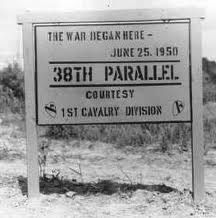 THE WAR BEGAN HERE -
JUNE 25. 1950
38TH PARALLEL
COURTESY
1ST CAVALRY DIVISION